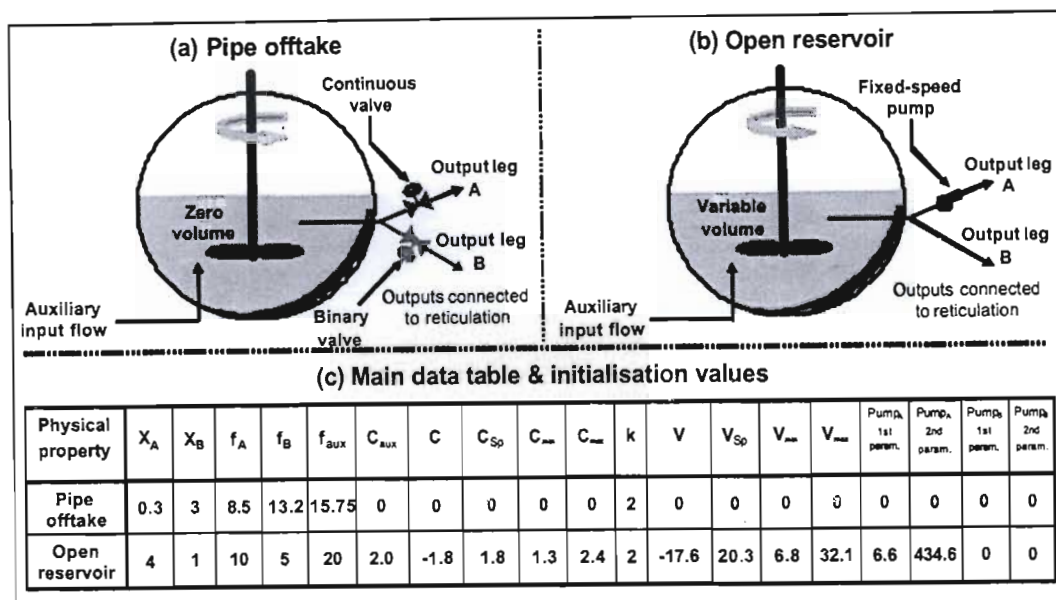 (a) Pipe offtake
Continuous
valve
Output leg
A
Zero
volume
Output leg
B
Auxiliary
input flow
Binary
valve
Outputs connected
to reticulation
(b) Open reservoir
Fixed-speed
pump
Output leg
A
Variable
volume
Output leg
B
Auxiliary
input flow
Outputs connected
to reticulation
(c) Main data table & initialisation values
Physical property X_A X_B f_A f_B f_aux C_aux C C_Sp C_min C_max k V V_Sp V_min V_max Pump_A 1st param. Pump_A 2nd param. Pump_B 1st param. Pump_B 2nd param.
Pipe offtake 0.3 3 8.5 13.2 15.75 0 0 0 0 0 2 0 0 0 0 0 0 0 0
Open reservoir 4 1 10 5 20 2.0 -1.8 1.8 1.3 2.4 2 -17.6 20.3 6.8 32.1 6.6 434.6 0 0